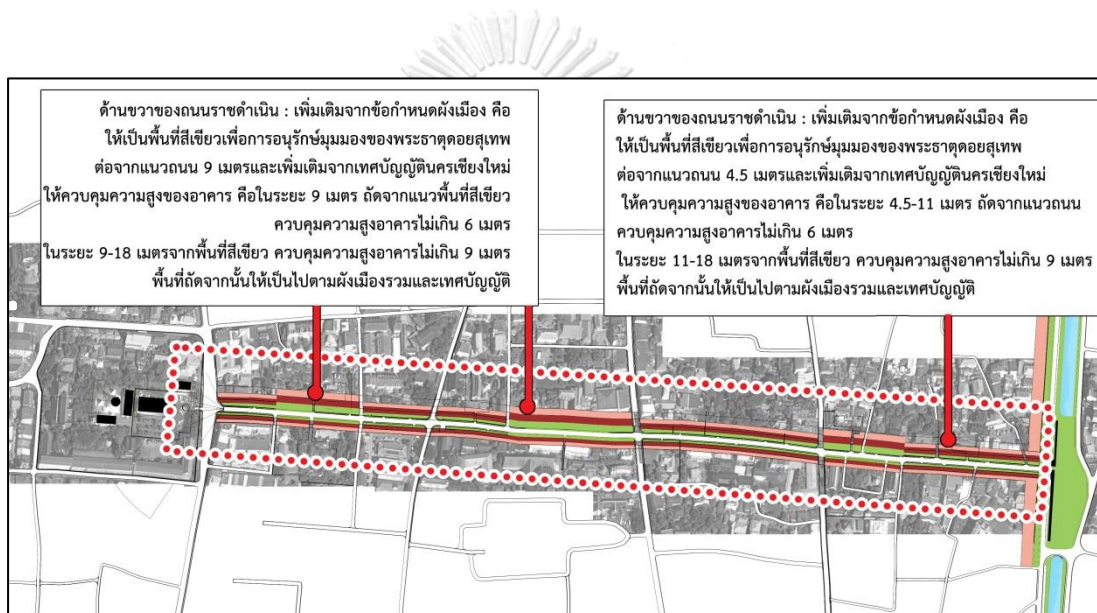 ด้านขวาของถนนราชดำเนิน : เพิ่มเติมจากข้อกำหนดผังเมือง คือ
ให้เป็นพื้นที่สีเขียวเพื่อการอนุรักษ์มุมมองของพระธาตุดอยสุเทพ
ต่อจากแนวถนน 9 เมตรและเพิ่มเติมจากเทศบัญญัตินครเชียงใหม่
ให้ควบคุมความสูงของอาคาร คือในระยะ 9 เมตร ถัดจากแนวพื้นที่สีเขียว
ควบคุมความสูงอาคารไม่เกิน 6 เมตร
ในระยะ 9-18 เมตรจากพื้นที่สีเขียว ควบคุมความสูงอาคารไม่เกิน 9 เมตร
พื้นที่ถัดจากนั้นให้เป็นไปตามผังเมืองรวมและเทศบัญญัติ
ด้านขวาของถนนราชดำเนิน : เพิ่มเติมจากข้อกำหนดผังเมือง คือ
ให้เป็นพื้นที่สีเขียวเพื่อการอนุรักษ์มุมมองของพระธาตุดอยสุเทพ
ต่อจากแนวถนน 4.5 เมตรและเพิ่มเติมจากเทศบัญญัตินครเชียงใหม่
ให้ควบคุมความสูงของอาคาร คือในระยะ 4.5-11 เมตร ถัดจากแนวถนน
ควบคุมความสูงอาคารไม่เกิน 6 เมตร
ในระยะ 11-18 เมตรจากพื้นที่สีเขียว ควบคุมความสูงอาคารไม่เกิน 9 เมตร
พื้นที่ถัดจากนั้นให้เป็นไปตามผังเมืองรวมและเทศบัญญัติ